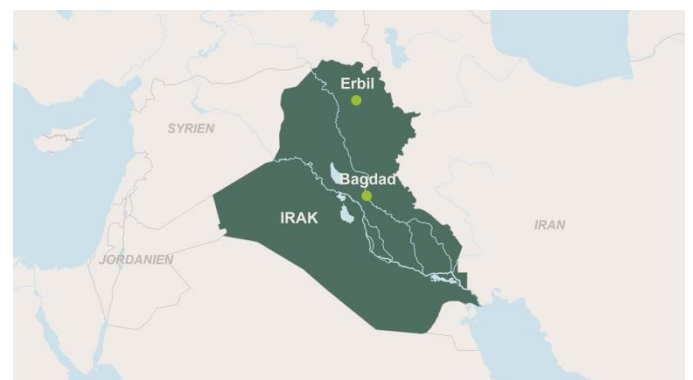 Erbil
SYRIEN
Bagdad
IRAK
IRAN
JORDANIEN